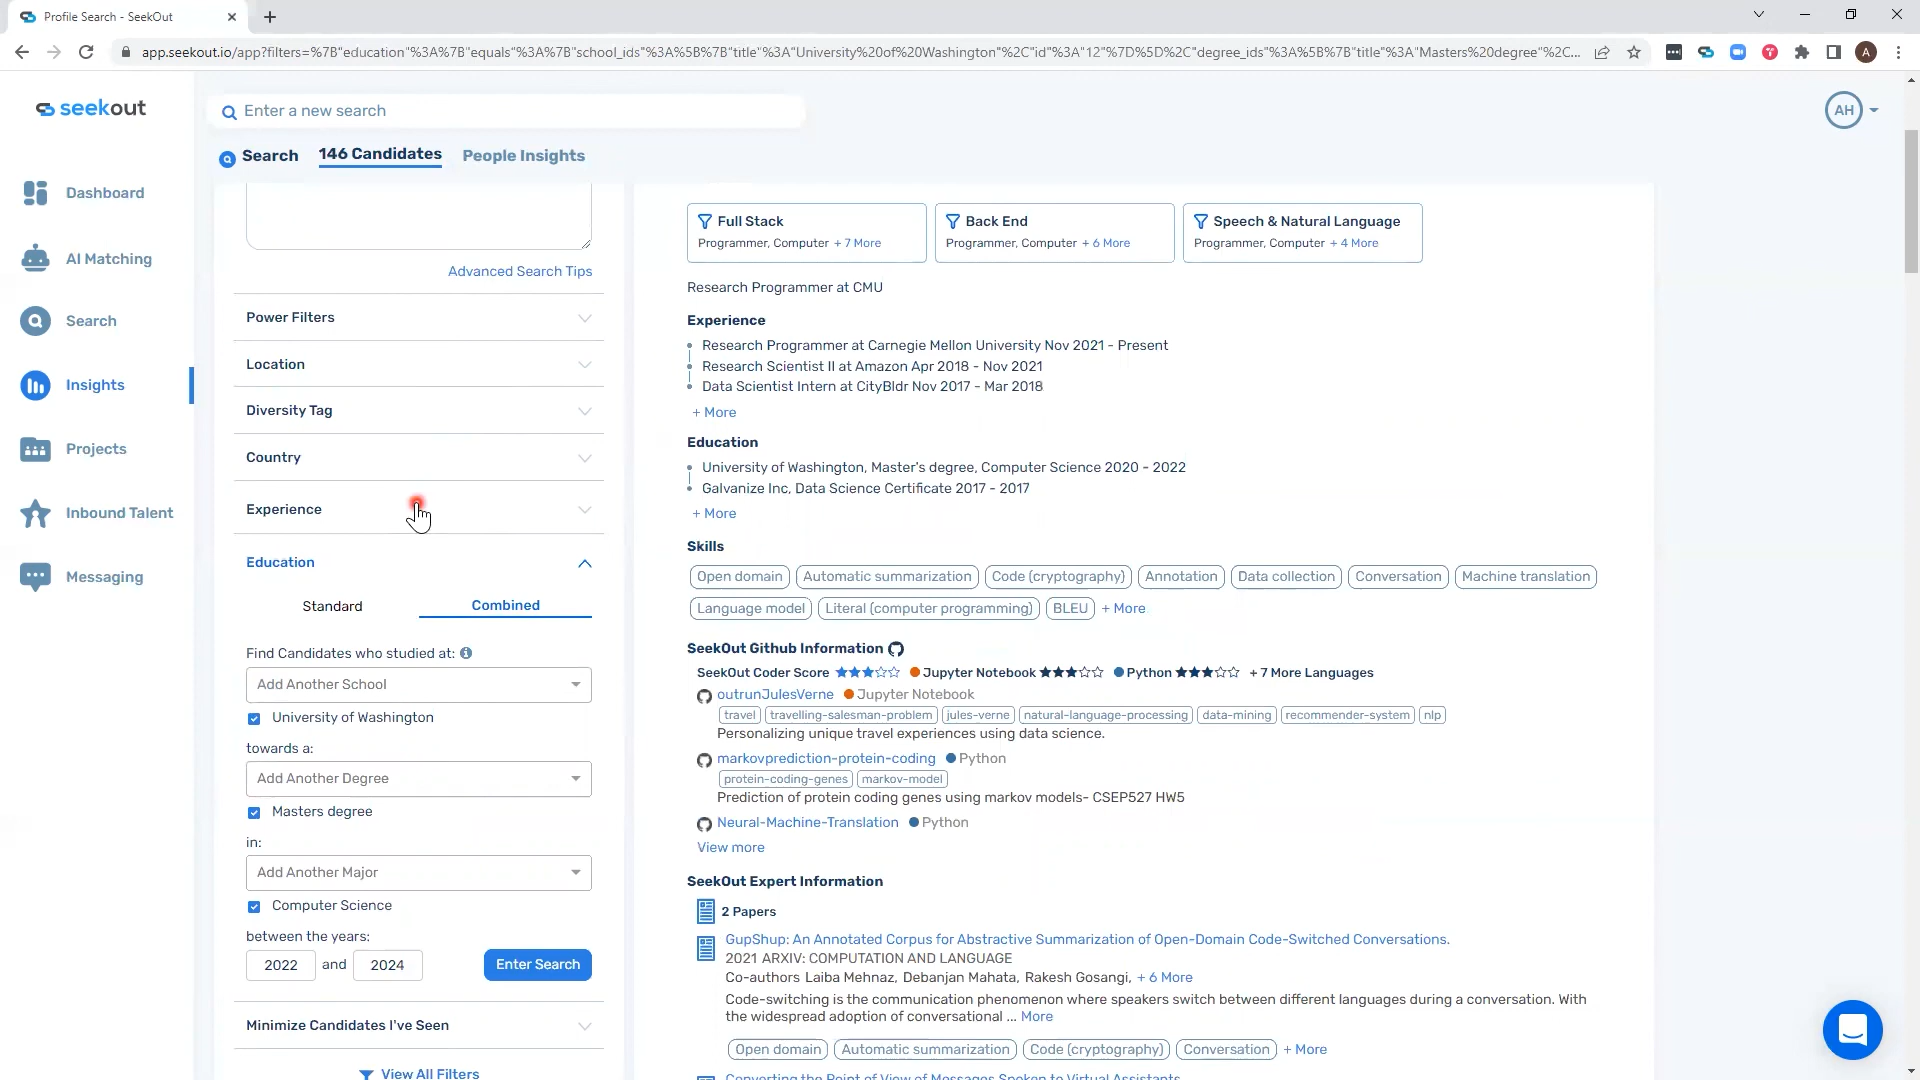 Profile Search - SeekOut
app.seekout.io/app?filters=%7B"education"%3A%7B"equals"%3A%7B"school_ids"%3A%5B%7B"title"%3A"University%20of%20Washington"%2C"id"%3A"12"%7D%5D%2C"degree_ids"%3A%5B%7B"title"%3A"Masters%20degree"%2C...
A
seekout
Enter a new search
AH
Search 146 Candidates People Insights
Dashboard
AI Matching
Search
Insights
Projects
Inbound Talent
Messaging
Advanced Search Tips
Power Filters
Location
Diversity Tag
Country
Experience
Education
Standard Combined
Find Candidates who studied at:
Add Another School
University of Washington
towards a:
Add Another Degree
Masters degree
in:
Add Another Major
Computer Science
between the years:
2022 and 2024 Enter Search
Minimize Candidates I've Seen
View All Filters
Full Stack
Programmer, Computer + 7 More
Back End
Programmer, Computer + 6 More
Speech & Natural Language
Programmer, Computer + 4 More
Research Programmer at CMU
Experience
Research Programmer at Carnegie Mellon University Nov 2021 - Present
Research Scientist II at Amazon Apr 2018 - Nov 2021
Data Scientist Intern at CityBldr Nov 2017 - Mar 2018
+ More
Education
University of Washington, Master's degree, Computer Science 2020 - 2022
Galvanize Inc, Data Science Certificate 2017 - 2017
+ More
Skills
Open domain Automatic summarization Code (cryptography) Annotation Data collection Conversation Machine translation
Language model Literal (computer programming) BLEU + More
SeekOut Github Information
SeekOut Coder Score Jupyter Notebook Python + 7 More Languages
outrunJulesVerne Jupyter Notebook
travel travelling-salesman-problem jules-verne natural-language-processing data-mining recommender-system nlp
Personalizing unique travel experiences using data science.
markovprediction-protein-coding Python
protein-coding-genes markov-model
Prediction of protein coding genes using markov models- CSEP527 HW5
Neural-Machine-Translation Python
View more
SeekOut Expert Information
2 Papers
GupShup: An Annotated Corpus for Abstractive Summarization of Open-Domain Code-Switched Conversations.
2021 ARXIV: COMPUTATION AND LANGUAGE
Co-authors Laiba Mehnaz, Debanjan Mahata, Rakesh Gosangi, + 6 More
Code-switching is the communication phenomenon where speakers switch between different languages during a conversation. With
the widespread adoption of conversational ... More
Open domain Automatic summarization Code (cryptography) Conversation + More
Converting the Point of View of Messages Spoken to Virtual Assistants